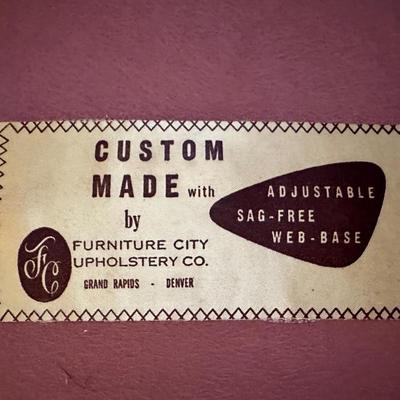 CUSTOM
MADE with
by
FURNITURE CITY
UPHOLSTERY CO.
GRAND RAPIDS - DENVER
FC
ADJUSTABLE
SAG-FREE
WEB-BASE